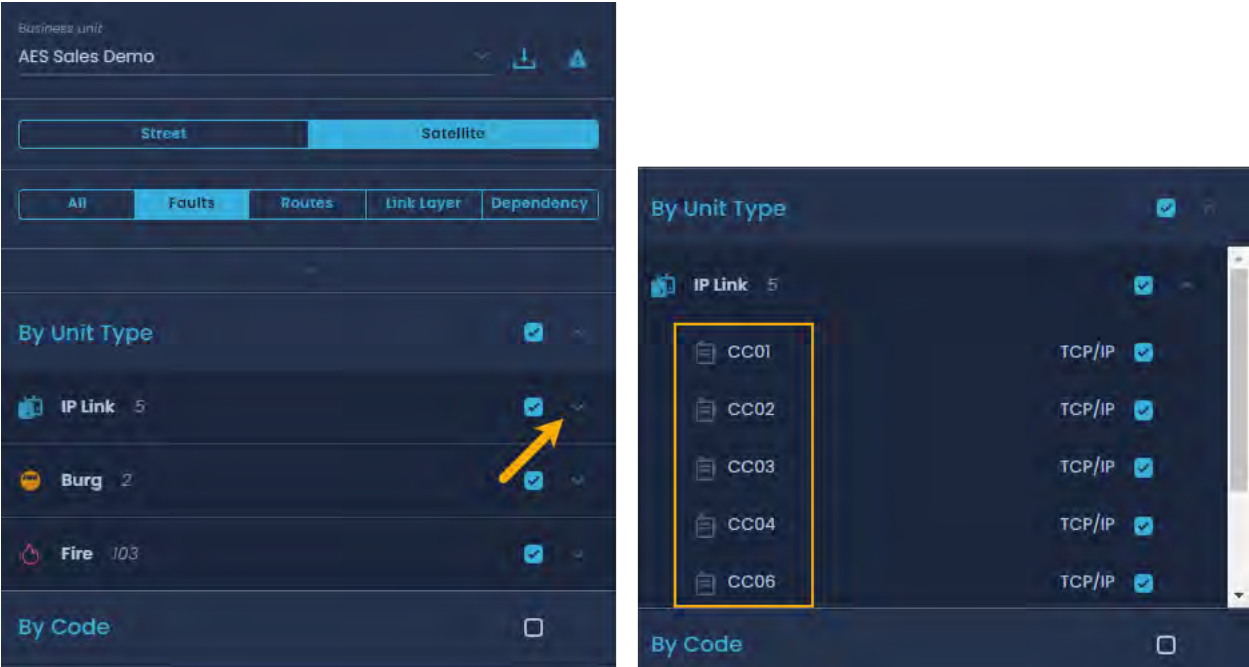 Business unit
AES Sales Demo
Street Satellite
All Faults Routes Link Layer Dependency
By Unit Type
IP Link 5
Burg 2
Fire 103
By Code
By Unit Type
IP Link 5
CC01 TCP/IP
CC02 TCP/IP
CC03 TCP/IP
CC04 TCP/IP
CC06 TCP/IP
By Code